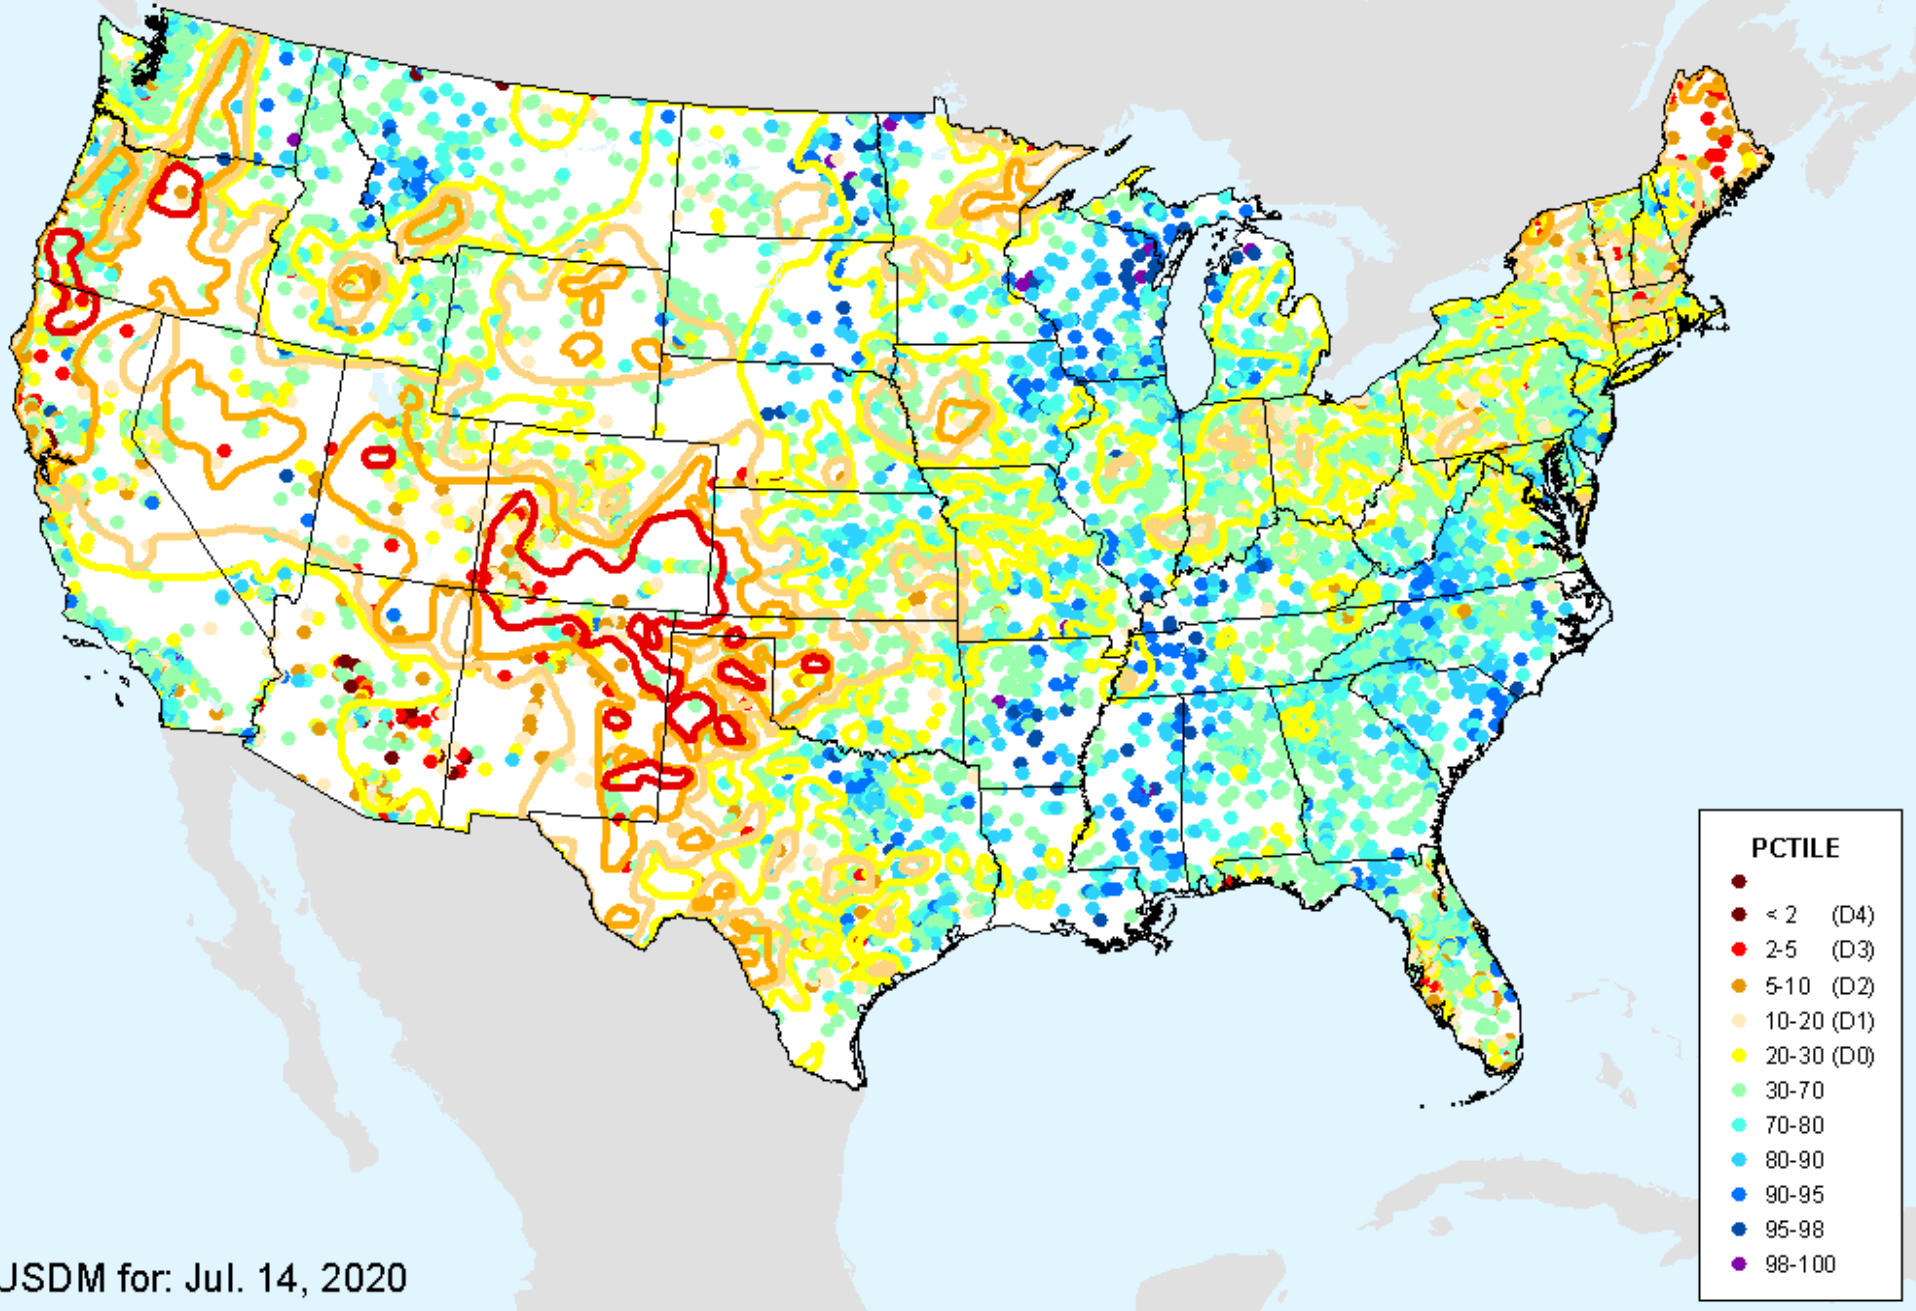 PCTILE
< 2 (D4)
2-5 (D3)
5-10 (D2)
10-20 (D1)
20-30 (D0)
30-70
70-80
80-90
90-95
95-98
98-100
USDM for: Jul. 14, 2020